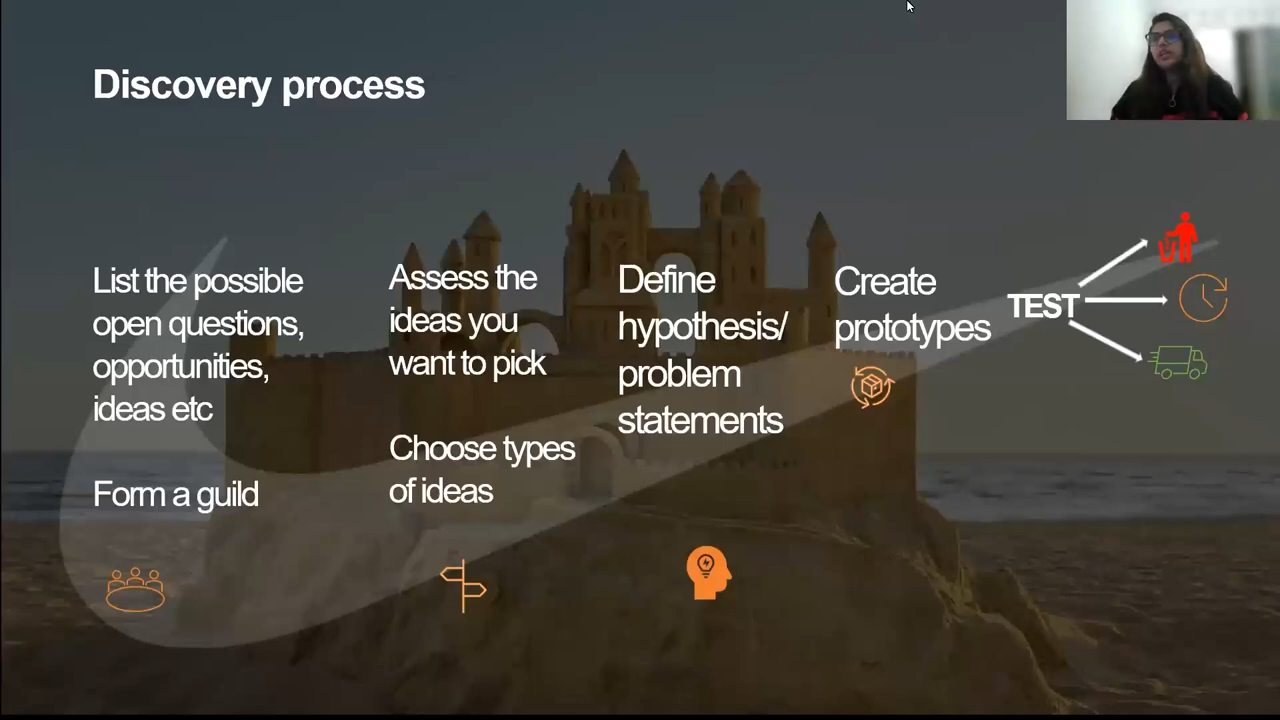 Discovery process
List the possible
open questions,
opportunities,
ideas etc
Form a guild
Assess the
ideas you
want to pick
Choose types
of ideas
Define
hypothesis/
problem
statements
Create
prototypes
TEST